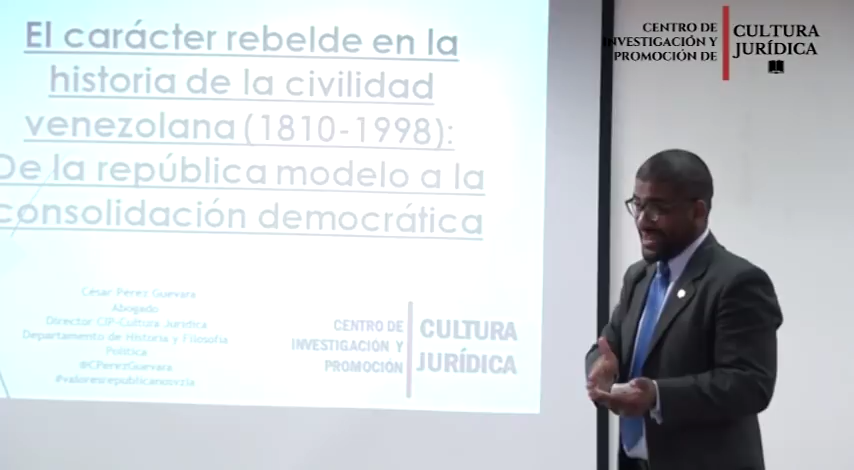 El carácter rebelde en la
historia de la civilidad
venezolana (1810-1998):
De la república modelo a la
consolidación democrática
César Pérez Guevara
Abogado
Director CIP-Cultura Jurídica
Departamento de Historia y Filosofía
Política
@CPerezGuevara
#valoresrepublicanosvzla
CENTRO DE
INVESTIGACIÓN Y
PROMOCIÓN
CULTURA
JURÍDICA
CENTRO DE
INVESTIGACIÓN Y
PROMOCIÓN DE
CULTURA
JURÍDICA